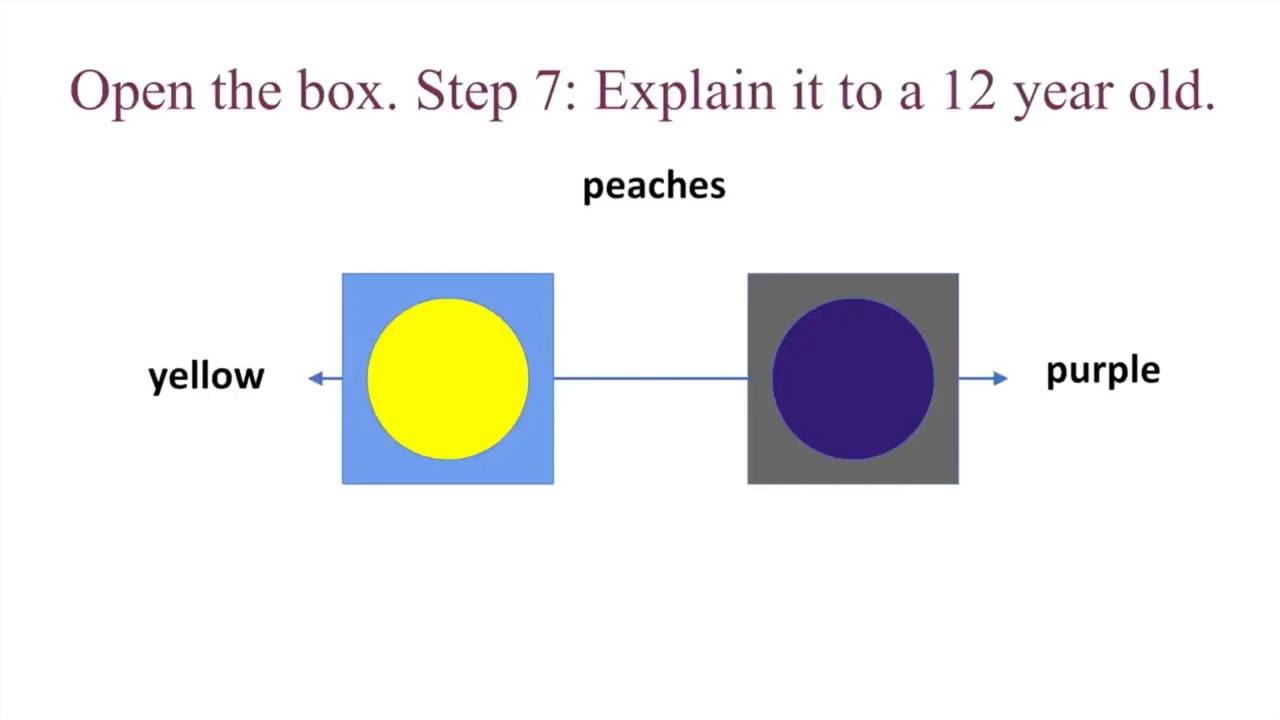 Open the box. Step 7: Explain it to a 12 year old.
peaches
yellow
purple